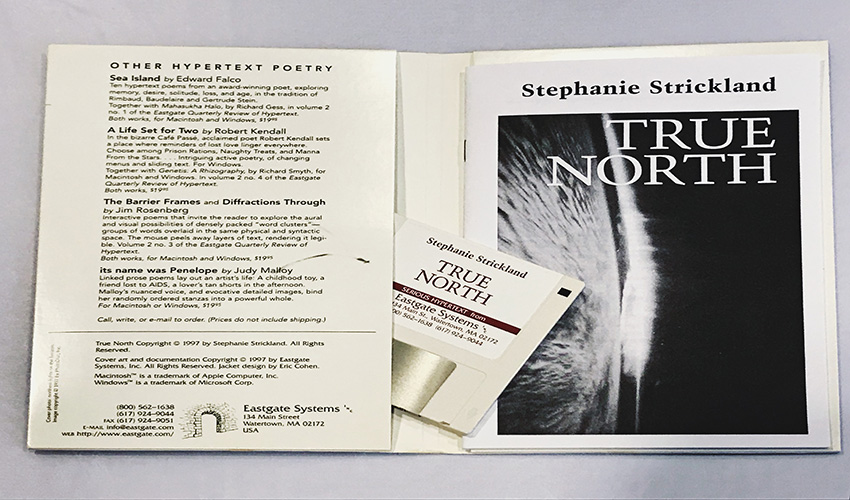 OTHER HYPERTEXT POETRY
Sea Island by Edward Falco
Ten hypertext poems from an award-winning poet, exploring
memory, desire, solitude, loss, and age, in the tradition of
Rimbaud, Baudelaire and Gertrude Stein.
Together with Mahasukha Halo, by Richard Gess, in volume 2
no. 1 of the Eastgate Quarterly Review of Hypertext.
Both works, for Macintosh and Windows, $19.95
A Life Set for Two by Robert Kendall
In the bizarre Café Passé, acclaimed poet Robert Kendall sets
a place where reminders of lost love linger everywhere.
Choose among Prison Rations, Naughty Treats, and Manna
From the Stars. . . . Intriguing active poetry, of changing
menus and sliding text. For Windows.
Together with Genetis: A Rhizography, by Richard Smyth, for
Macintosh and Windows. In volume 2 no. 4 of the Eastgate
Quarterly Review of Hypertext.
Both works, $19.95
The Barrier Frames and Diffractions Through
by Jim Rosenberg
Interactive poems that invite the reader to explore the aural
and visual possibilities of densely packed "word clusters"—
groups of words overlaid in the same physical and syntactic
space. The mouse peels away layers of text, rendering it legi-
ble. Volume 2 no. 3 of the Eastgate Quarterly Review of
Hypertext.
Both works, for Macintosh and Windows, $19.95
its name was Penelope by Judy Malloy
Linked prose poems lay out an artist's life: A childhood toy, a
friend lost to AIDS, a lover's tan shorts in the afternoon.
Malloy's nuanced voice, and evocative detailed images, bind
her randomly ordered stanzas into a powerful whole.
For Macintosh or Windows, $19.95
Call, write, or e-mail to order. (Prices do not include shipping.)
True North Copyright © 1997 by Stephanie Strickland. All Rights
Reserved.
Cover art and documentation Copyright © 1997 by Eastgate
Systems, Inc. All Rights Reserved. Jacket design by Eric Cohen.
Macintosh™ is a trademark of Apple Computer, Inc.
Windows™ is a trademark of Microsoft Corp.
(800) 562–1638
(617) 924–9044
FAX (617) 924–9051
E-MAIL info@eastgate.com
WEB http://www.eastgate.com/
Eastgate Systems
134 Main Street
Watertown, MA 02172
USA
Stephanie Strickland
TRUE
NORTH
SERIOUS HYPERTEXT from
Eastgate Systems
134 Main St. Watertown, MA 02172
562–1638 (617) 924–9044
Stephanie Strickland
TRUE
NORTH